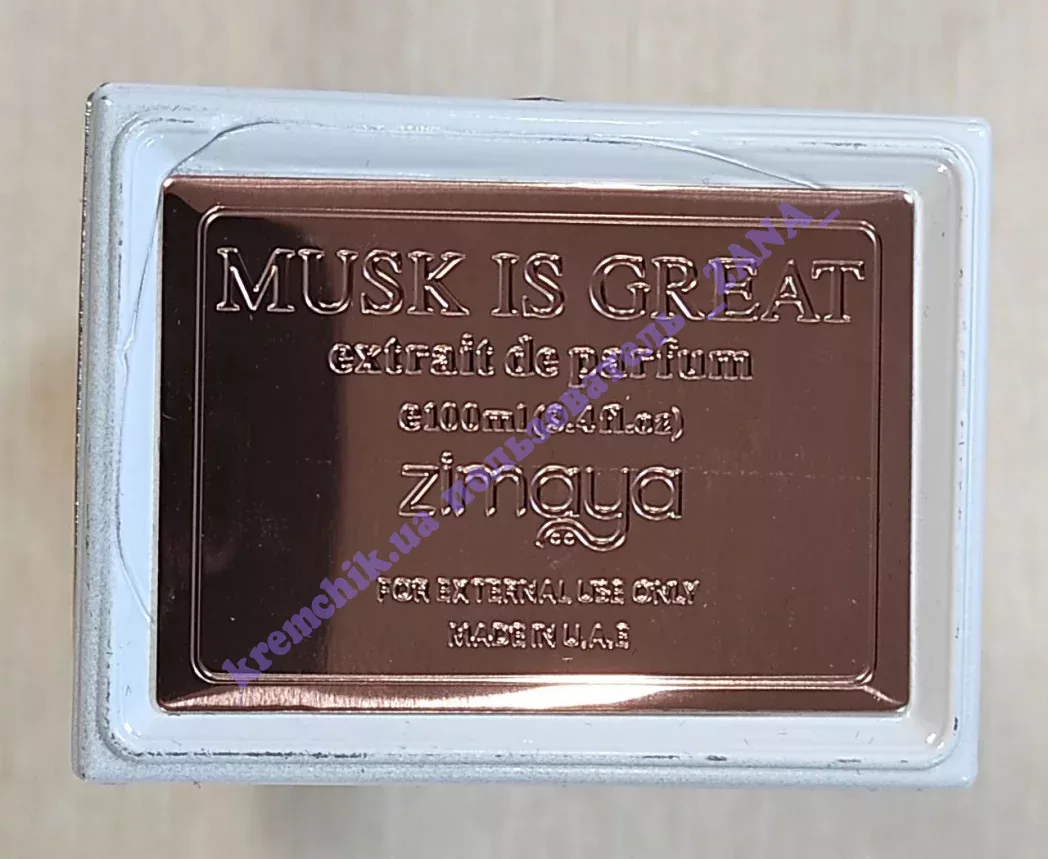 MUSK IS GREAT
extrait de parfum
℮100ml (3.4fl.oz)
zimaya
FOR EXTERNAL USE ONLY
MADE IN U.A.E
kremchik.ua пользователь _ZANA_